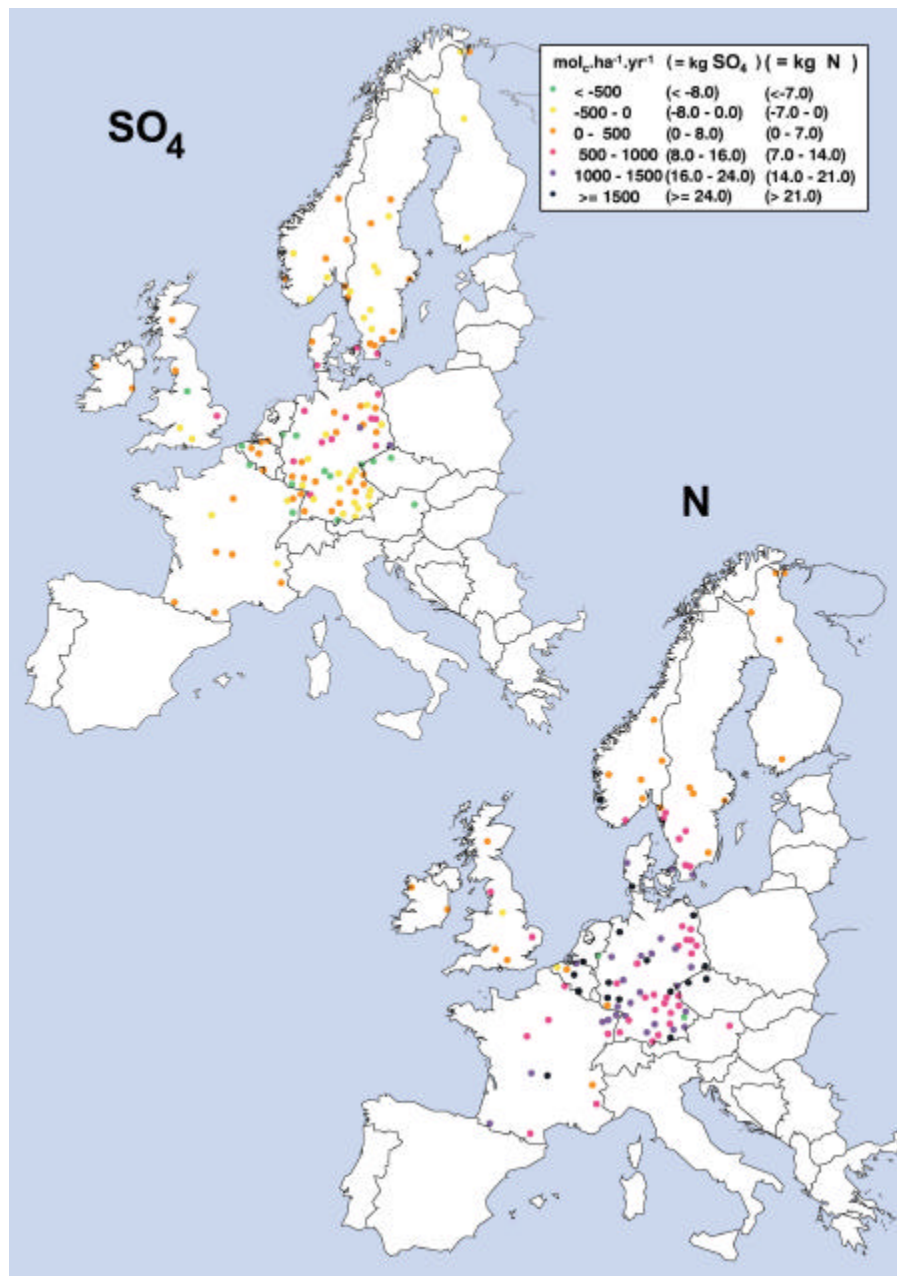 SO₄
molc.ha⁻¹.yr⁻¹ (= kg SO₄ ) (= kg N )
< -500 (< -8.0) (<-7.0)
-500 - 0 (-8.0 - 0.0) (-7.0 - 0)
0 - 500 (0 - 8.0) (0 - 7.0)
500 - 1000 (8.0 - 16.0) (7.0 - 14.0)
1000 - 1500 (16.0 - 24.0) (14.0 - 21.0)
>= 1500 (>= 24.0) (> 21.0)
N